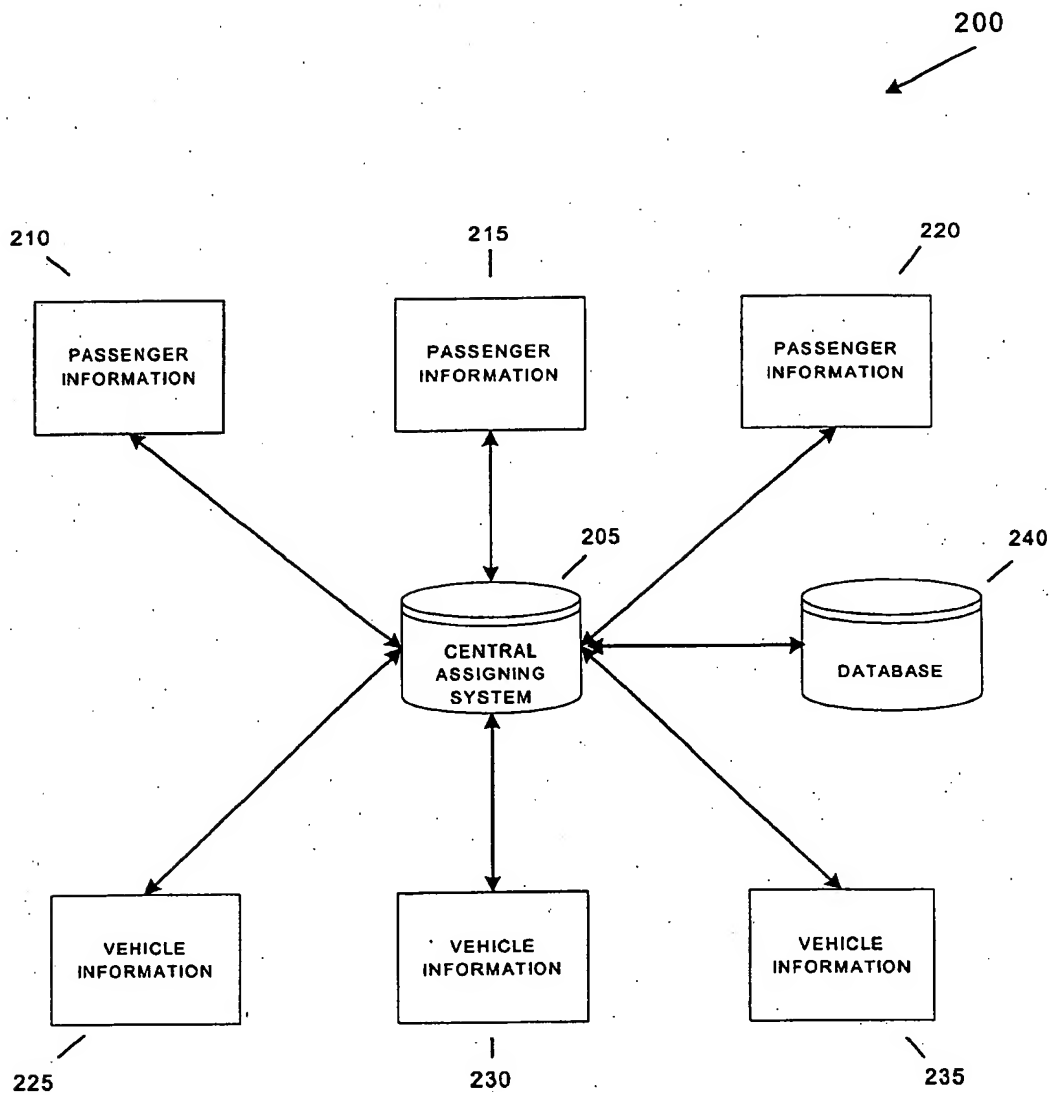 200
210
215
220
PASSENGER
INFORMATION
PASSENGER
INFORMATION
PASSENGER
INFORMATION
205
240
CENTRAL
ASSIGNING
SYSTEM
DATABASE
VEHICLE
INFORMATION
VEHICLE
INFORMATION
VEHICLE
INFORMATION
225
230
235